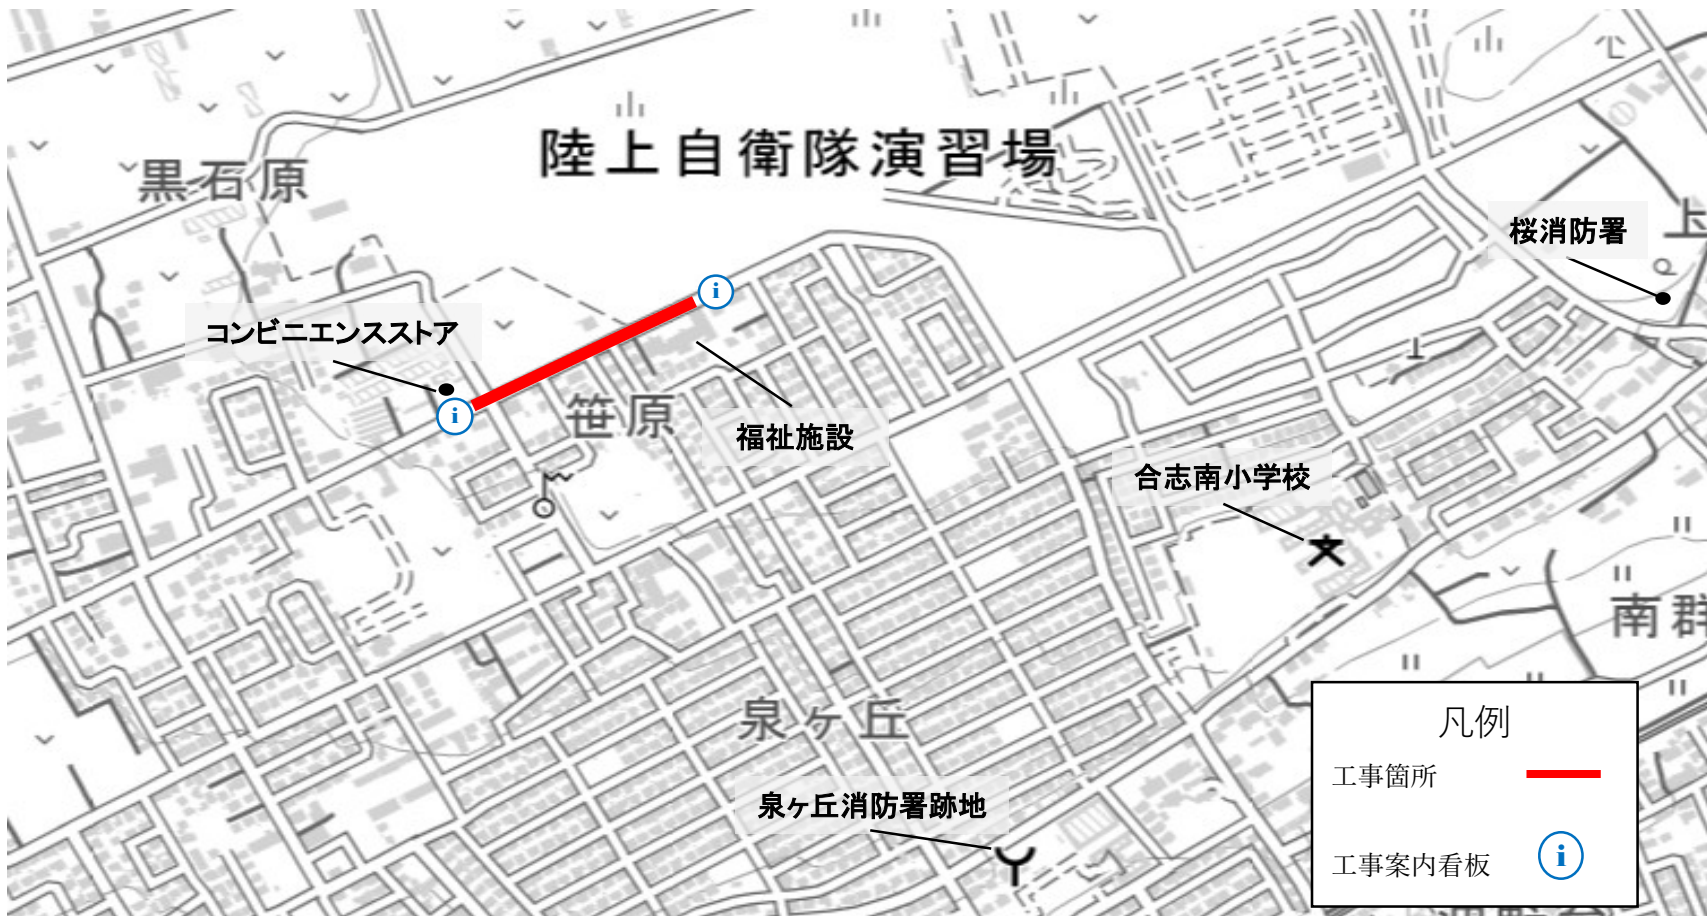 陸上自衛隊演習場
黒石原
桜消防署
上
コンビニエンスストア
i
i
笹原
福祉施設
合志南小学校
南群
泉ヶ丘
泉ヶ丘消防署跡地
凡例
工事箇所
工事案内看板
i